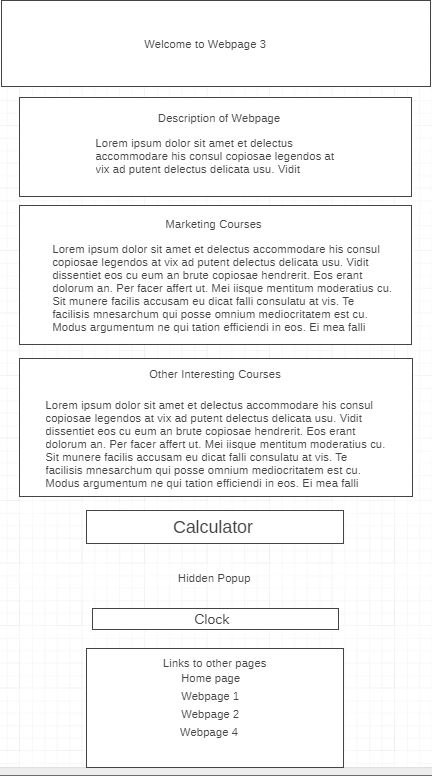 Welcome to Webpage 3
Description of Webpage
Lorem ipsum dolor sit amet et delectus
accommodare his consul copiosae legendos at
vix ad putent delectus delicata usu. Vidit
Marketing Courses
Lorem ipsum dolor sit amet et delectus accommodare his consul
copiosae legendos at vix ad putent delectus delicata usu. Vidit
dissentiet eos cu eum an brute copiosae hendrerit. Eos erant
dolorum an. Per facer affert ut. Mei iisque mentitum moderatius cu.
Sit munere facilis accusam eu dicat falli consulatu at vis. Te
facilisis mnesarchum qui posse omnium mediocritatem est cu.
Modus argumentum ne qui tation efficiendi in eos. Ei mea falli
Other Interesting Courses
Lorem ipsum dolor sit amet et delectus accommodare his consul
copiosae legendos at vix ad putent delectus delicata usu. Vidit
dissentiet eos cu eum an brute copiosae hendrerit. Eos erant
dolorum an. Per facer affert ut. Mei iisque mentitum moderatius cu.
Sit munere facilis accusam eu dicat falli consulatu at vis. Te
facilisis mnesarchum qui posse omnium mediocritatem est cu.
Modus argumentum ne qui tation efficiendi in eos. Ei mea falli
Calculator
Hidden Popup
Clock
Links to other pages
Home page
Webpage 1
Webpage 2
Webpage 4